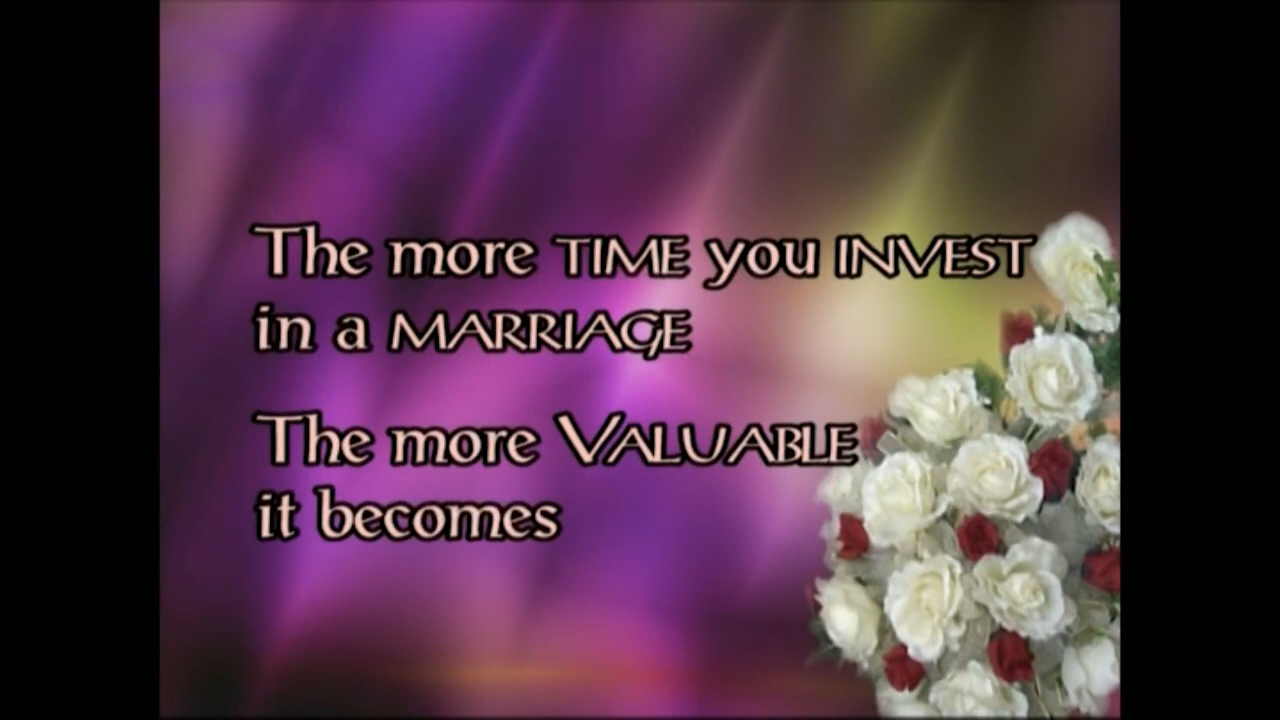 The more TIME you INVEST
in a MARRIAGE
The more VALUABLE
it becomes